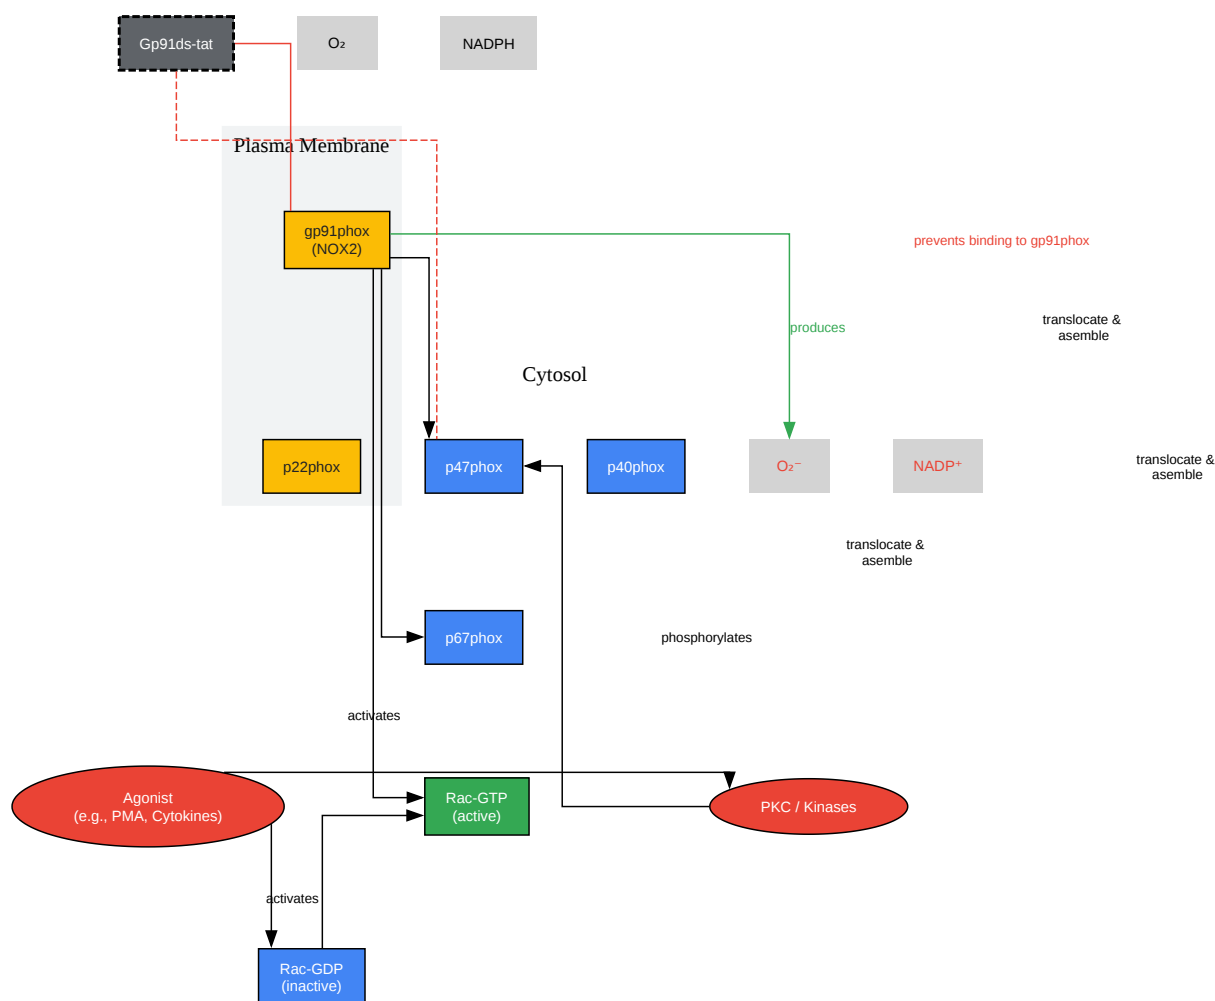 Gp91ds-tat
O₂
NADPH
Plasma Membrane
gp91phox
(NOX2)
prevents binding to gp91phox
produces
translocate &
asemble
Cytosol
p22phox
p47phox
p40phox
O₂⁻
NADP⁺
translocate &
asemble
translocate &
asemble
p67phox
phosphorylates
activates
Agonist
(e.g., PMA, Cytokines)
Rac-GTP
(active)
PKC / Kinases
activates
Rac-GDP
(inactive)